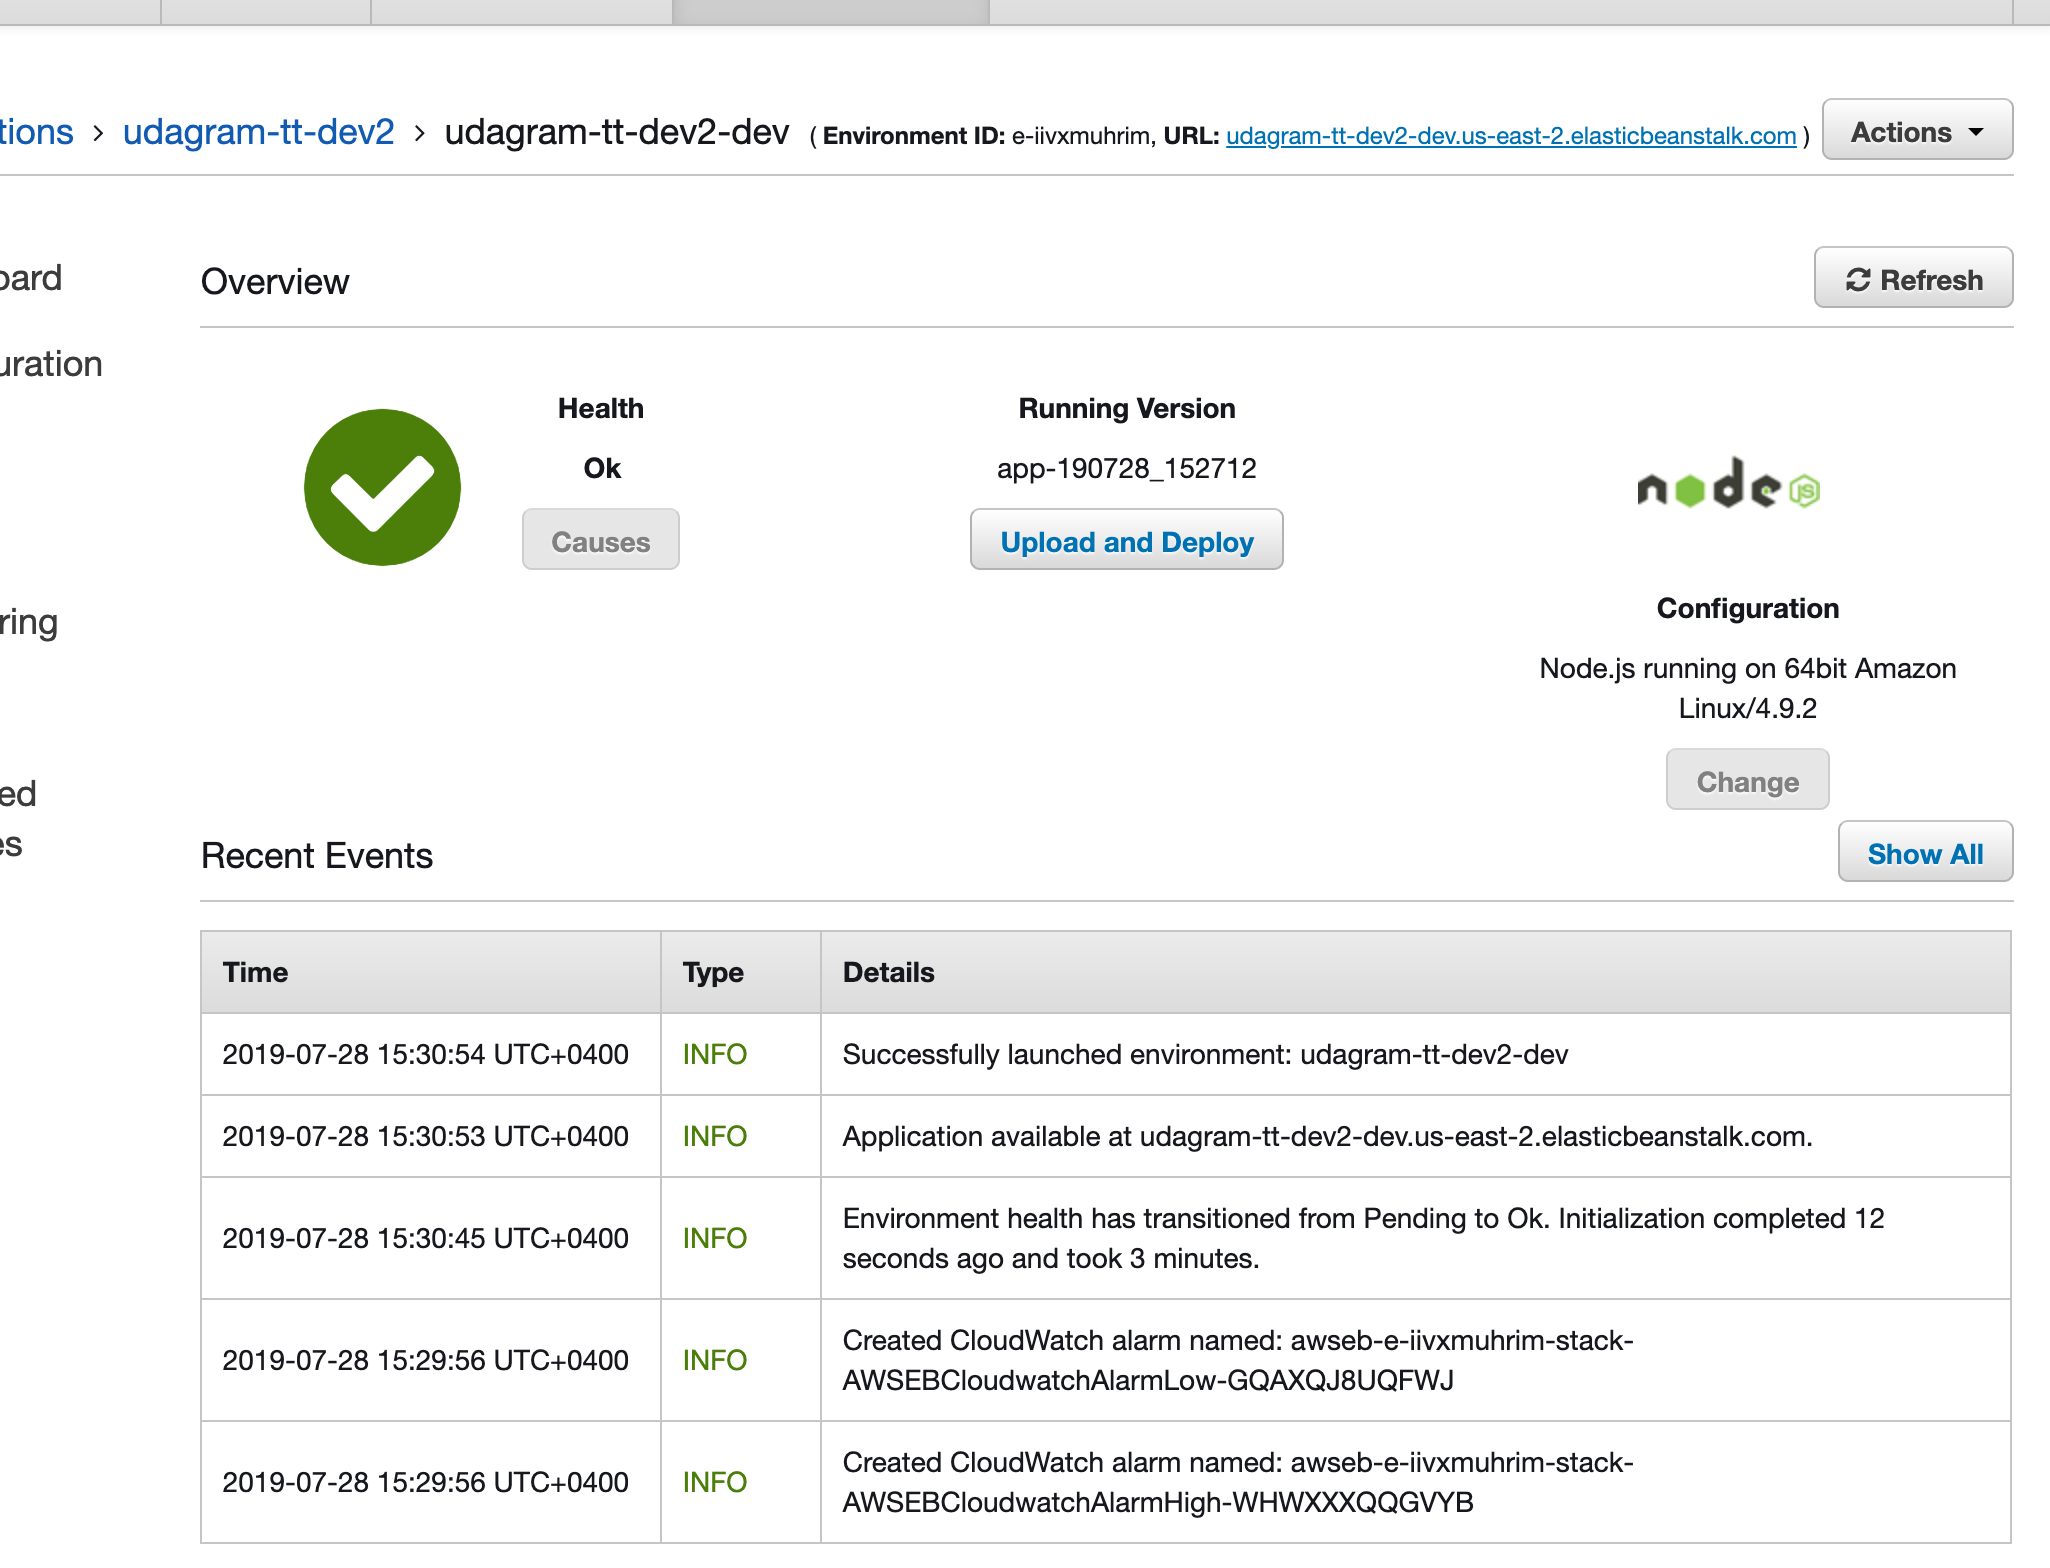 tions > udagram-tt-dev2 > udagram-tt-dev2-dev ( Environment ID: e-iivxmuhrim, URL: udagram-tt-dev2-dev.us-east-2.elasticbeanstalk.com ) Actions
oard
Overview
Refresh
uration
Health
Running Version
Ok
app-190728_152712
node JS
Causes
Upload and Deploy
Configuration
ring
Node.js running on 64bit Amazon
Linux/4.9.2
Change
ed
es
Recent Events
Show All
Time Type Details
2019-07-28 15:30:54 UTC+0400 INFO Successfully launched environment: udagram-tt-dev2-dev
2019-07-28 15:30:53 UTC+0400 INFO Application available at udagram-tt-dev2-dev.us-east-2.elasticbeanstalk.com.
2019-07-28 15:30:45 UTC+0400 INFO Environment health has transitioned from Pending to Ok. Initialization completed 12
seconds ago and took 3 minutes.
2019-07-28 15:29:56 UTC+0400 INFO Created CloudWatch alarm named: awseb-e-iivxmuhrim-stack-
AWSEBCloudwatchAlarmLow-GQAXQJ8UQFWJ
2019-07-28 15:29:56 UTC+0400 INFO Created CloudWatch alarm named: awseb-e-iivxmuhrim-stack-
AWSEBCloudwatchAlarmHigh-WHWXXXQQGVYB